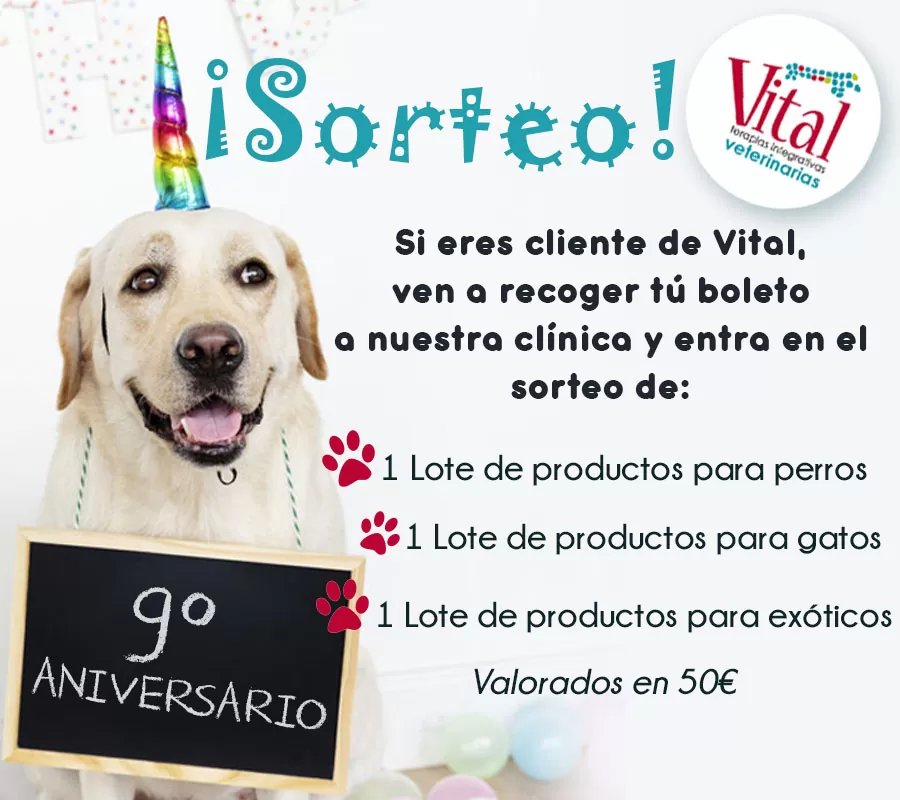 ¡Sorteo!
Vital
terapias integrativas
veterinarias
Si eres cliente de Vital,
ven a recoger tú boleto
a nuestra clínica y entra en el
sorteo de:
1 Lote de productos para perros
1 Lote de productos para gatos
1 Lote de productos para exóticos
Valorados en 50€
9º
ANIVERSARIO